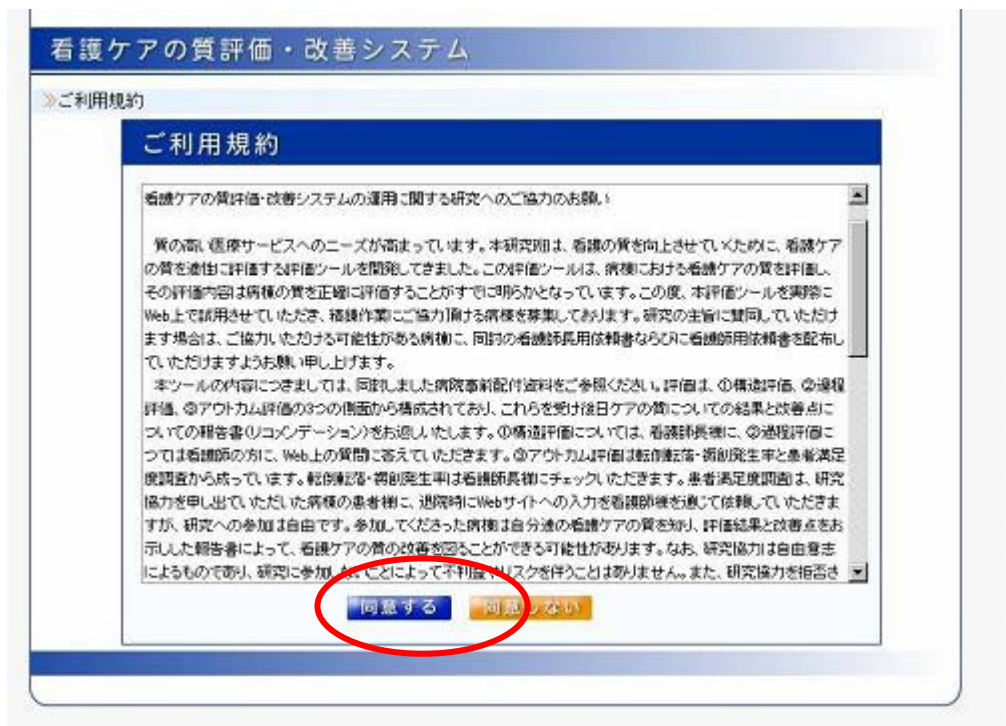 看護ケアの質評価・改善システム
≫ご利用規約
ご利用規約
看護ケアの質評価・改善システムの運用に関する研究へのご協力のお願い
質の高い医療サービスへのニーズが高まっています。本研究班は、看護の質を向上させていくために、看護ケア
の質を適性に評価する評価ツールを開発してきました。この評価ツールは、病棟における看護ケアの質を評価し、
その評価内容は病棟の質を正確に評価することがすでに明らかとなっています。この度、本評価ツールを実際に
Web上で試用させていただき、積録作業にご協力頂ける病棟を募集しております。研究の主旨に賛同していただけ
ます場合は、ご協力いただける可能性がある病棟に、同封の看護師長用依頼書ならびに看護師用依頼書を配布し
ていただけますようお願い申し上げます。
本ツールの内容につきましては、同封しました病院事前配付資料をご参照ください。評価は、①構造評価、②過程
評価、③アウトカム評価の3つの側面から構成されており、これらを受け後日ケアの質についての結果と改善点に
ついての報告書(リコメンデーション)をお返しいたします。①構造評価については、看護師長様に、②過程評価に
つては看護師の方に、Web上の質問に答えていただきます。③アウトカム評価は転倒転落・褥創発生率と患者満足
度調査から成っています。転倒転落・褥創発生率は看護師長様にチェックいただきます。患者満足度調査は、研究
協力を申し出ていただいた病棟の患者様に、退院時にWebサイトへの入力を看護師様を通じて依頼していただきま
すが、研究への参加は自由です。参加してくださった病棟は自分達の看護ケアの質を知り、評価結果と改善点をお
示しした報告書によって、看護ケアの質の改善を図ることができる可能性があります。なお、研究協力は自由意志
によるものであり、研究に参加しないことによって不利益やリスクを伴うことはありません。また、研究協力を拒否さ
同意する 同意しない